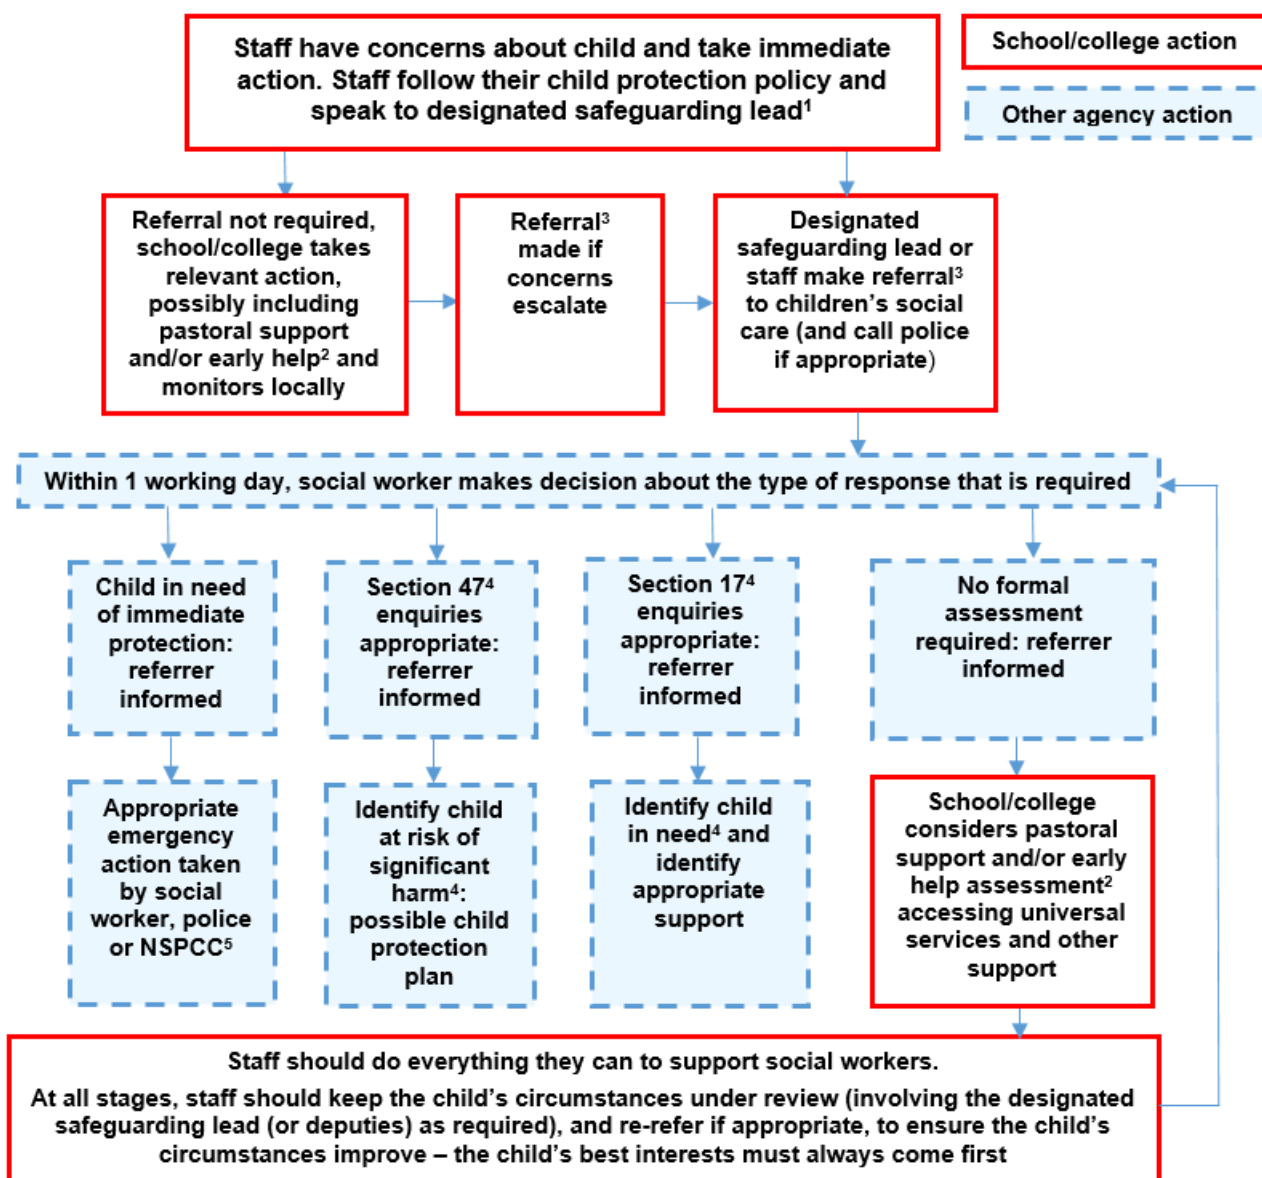 Staff have concerns about child and take immediate
action. Staff follow their child protection policy and
speak to designated safeguarding lead¹
School/college action
Other agency action
Referral not required,
school/college takes
relevant action,
possibly including
pastoral support
and/or early help² and
monitors locally
Referral³
made if
concerns
escalate
Designated
safeguarding lead or
staff make referral³
to children’s social
care (and call police
if appropriate)
Within 1 working day, social worker makes decision about the type of response that is required
Child in need
of immediate
protection:
referrer
informed
Section 47⁴
enquiries
appropriate:
referrer
informed
Section 17⁴
enquiries
appropriate:
referrer
informed
No formal
assessment
required: referrer
informed
Appropriate
emergency
action taken
by social
worker, police
or NSPCC⁵
Identify child
at risk of
significant
harm⁴:
possible child
protection
plan
Identify child
in need⁴ and
identify
appropriate
support
School/college
considers pastoral
support and/or early
help assessment²
accessing universal
services and other
support
Staff should do everything they can to support social workers.
At all stages, staff should keep the child’s circumstances under review (involving the designated
safeguarding lead (or deputies) as required), and re-refer if appropriate, to ensure the child’s
circumstances improve – the child’s best interests must always come first